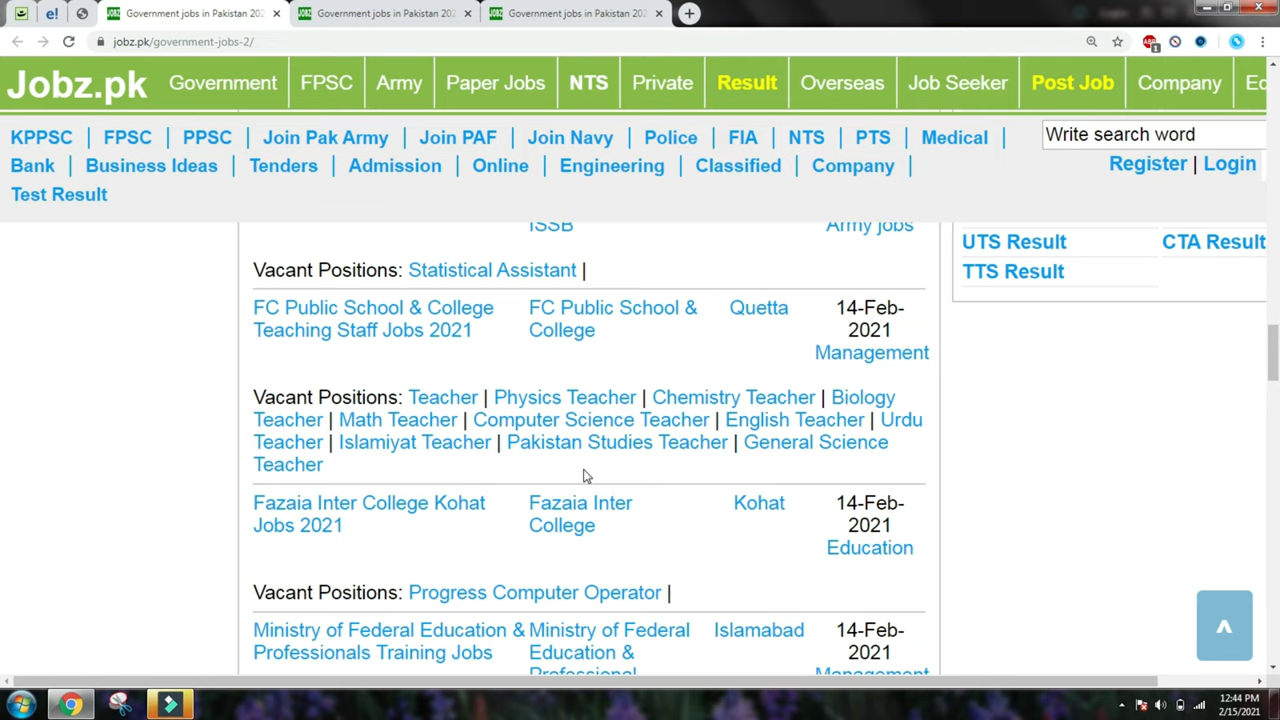 Government jobs in Pakistan 202 Government jobs in Pakistan 202 Government jobs in Pakistan 202
jobz.pk/government-jobs-2/
Jobz.pk Government FPSC Army Paper Jobs NTS Private Result Overseas Job Seeker Post Job Company Ed
KPPSC | FPSC | PPSC | Join Pak Army | Join PAF | Join Navy | Police | FIA | NTS | PTS | Medical | Write search word
Bank | Business Ideas | Tenders | Admission | Online | Engineering | Classified | Company | Register | Login
Test Result
ISSB Army jobs
UTS Result CTA Result
Vacant Positions: Statistical Assistant |
TTS Result
FC Public School & College FC Public School & Quetta 14-Feb-
Teaching Staff Jobs 2021 College 2021
Management
Vacant Positions: Teacher | Physics Teacher | Chemistry Teacher | Biology
Teacher | Math Teacher | Computer Science Teacher | English Teacher | Urdu
Teacher | Islamiyat Teacher | Pakistan Studies Teacher | General Science
Teacher
Fazaia Inter College Kohat Fazaia Inter Kohat 14-Feb-
Jobs 2021 College 2021
Education
Vacant Positions: Progress Computer Operator |
Ministry of Federal Education & Ministry of Federal Islamabad 14-Feb-
Professionals Training Jobs Education & 2021
Professional Management
12:44 PM
2/15/2021